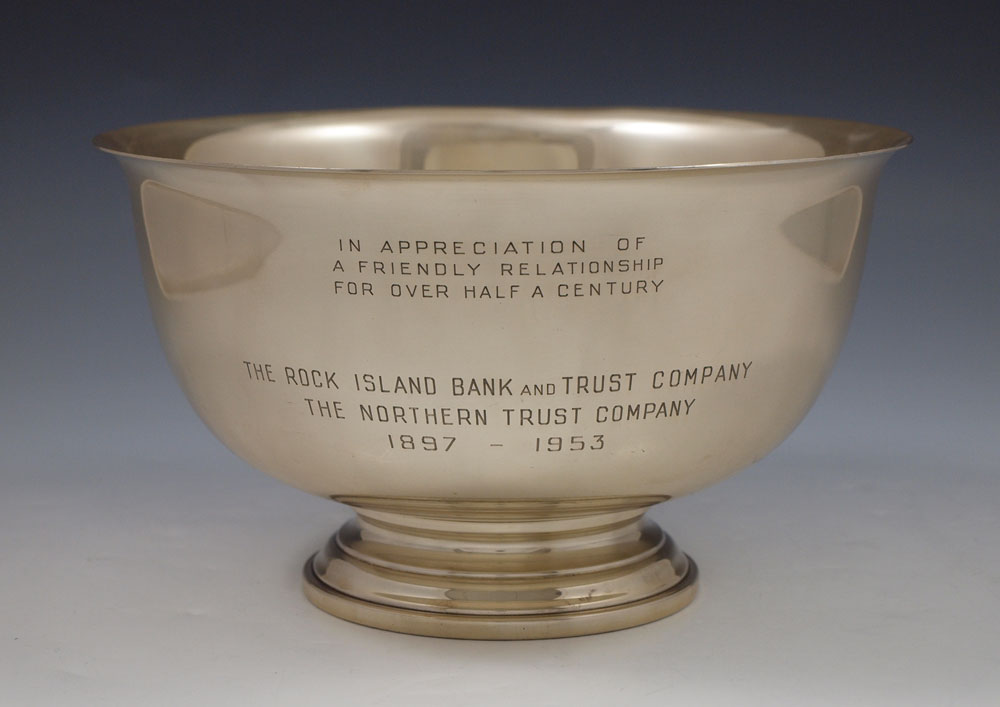 IN APPRECIATION OF
A FRIENDLY RELATIONSHIP
FOR OVER HALF A CENTURY
THE ROCK ISLAND BANK AND TRUST COMPANY
THE NORTHERN TRUST COMPANY
1897 - 1953